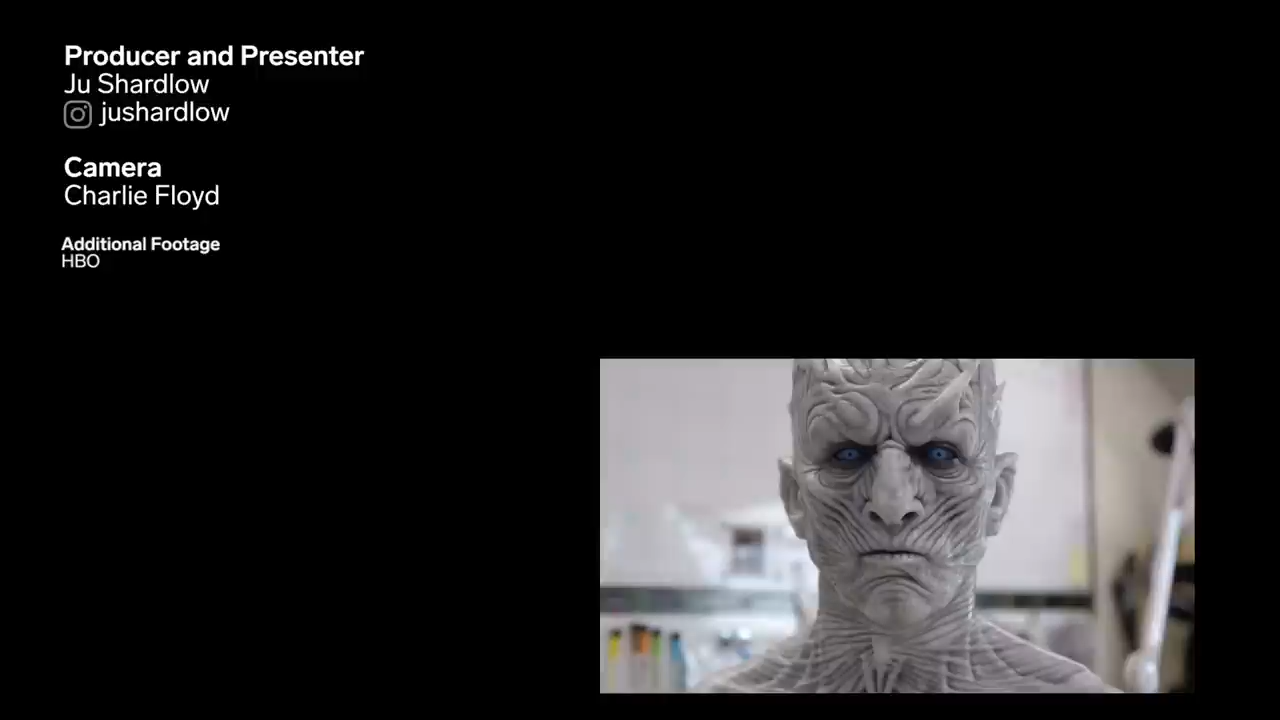 Producer and Presenter
Ju Shardlow
jushardlow
Camera
Charlie Floyd
Additional Footage
HBO